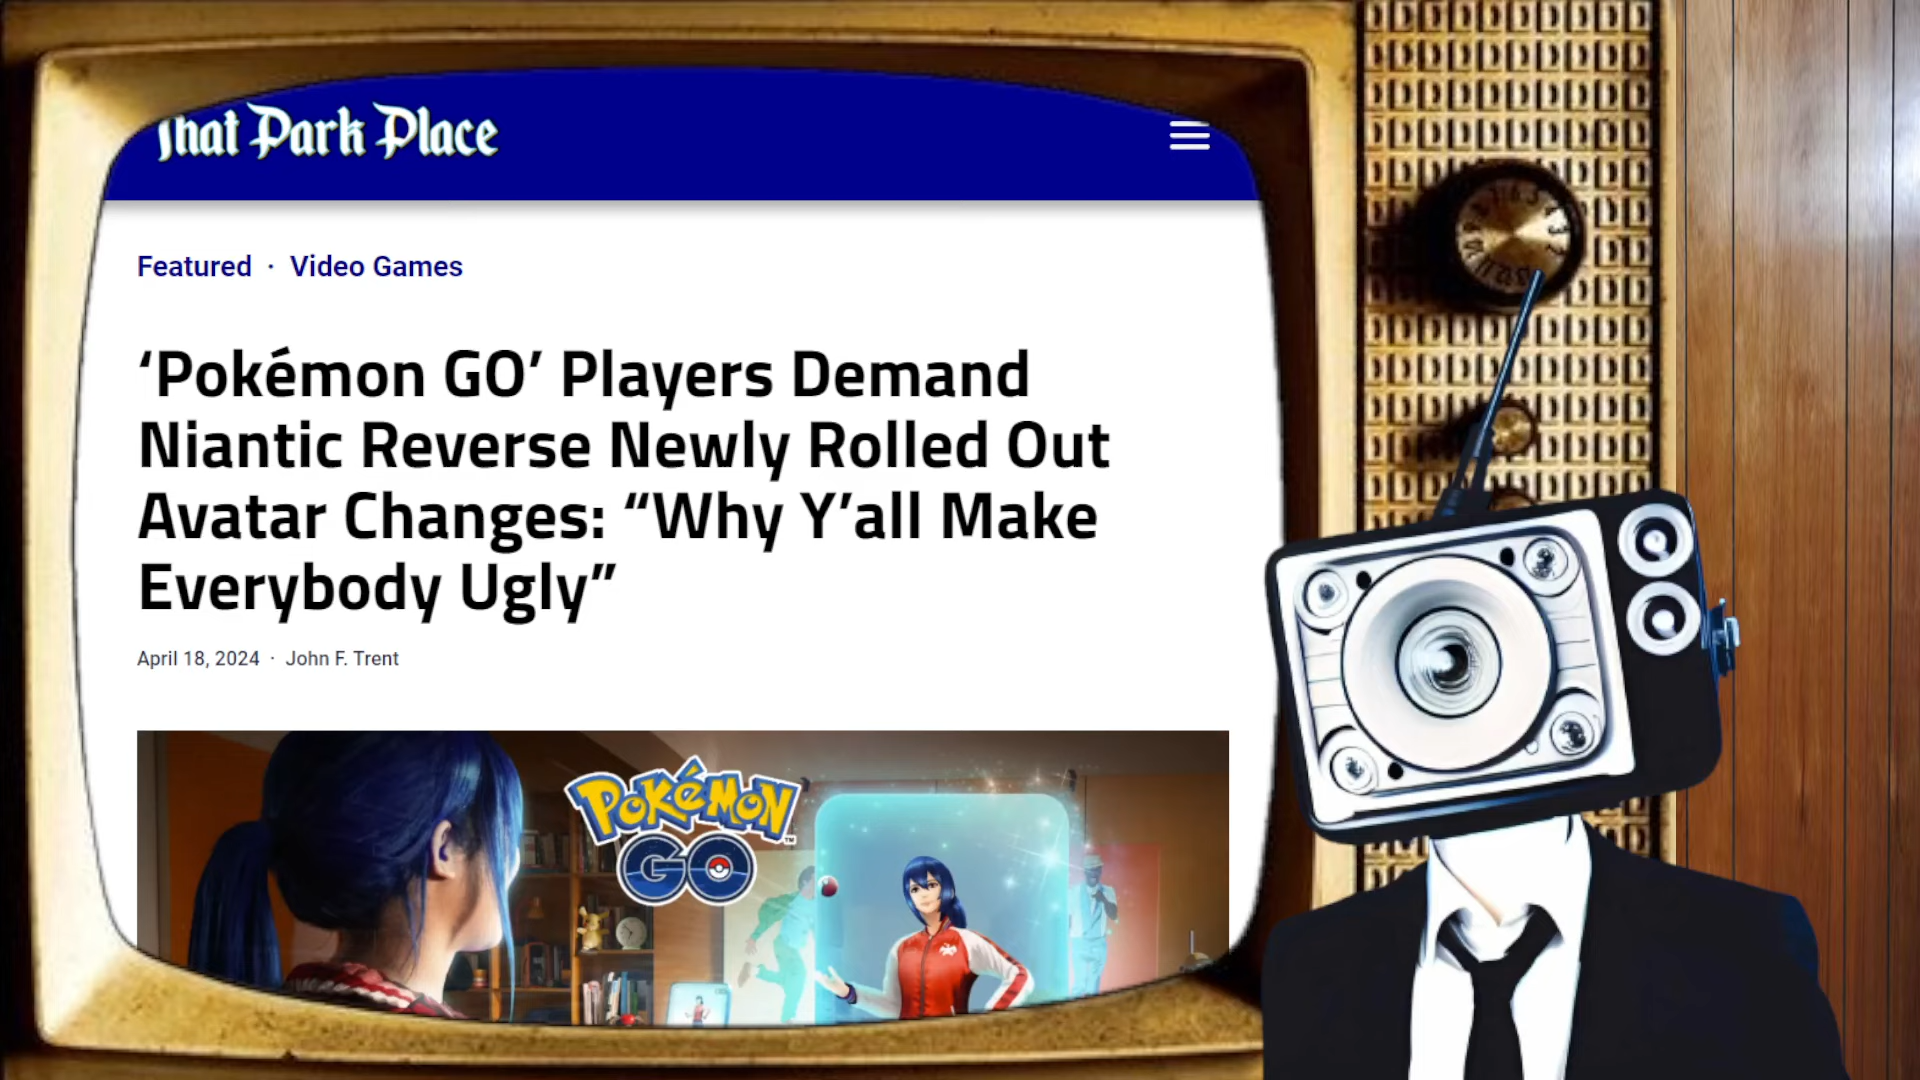 That Park Place
Featured · Video Games
‘Pokémon GO’ Players Demand
Niantic Reverse Newly Rolled Out
Avatar Changes: “Why Y’all Make
Everybody Ugly”
April 18, 2024 · John F. Trent
POKéMON
GO